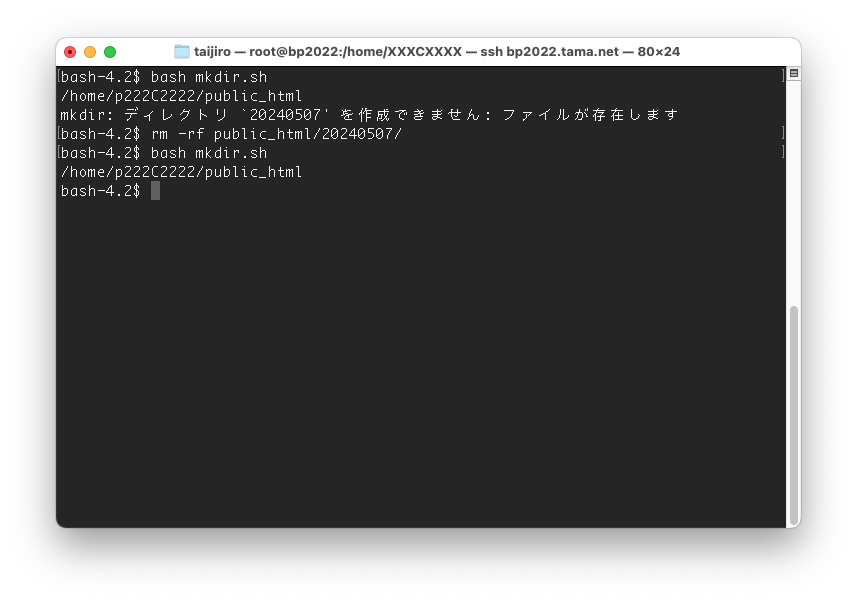 taijiro — root@bp2022:/home/XXXCXXXX — ssh bp2022.tama.net — 80×24
[bash-4.2$ bash mkdir.sh ]
/home/p222C2222/public_html
mkdir: ディレクトリ `20240507' を作成できません: ファイルが存在します
[bash-4.2$ rm -rf public_html/20240507/ ]
[bash-4.2$ bash mkdir.sh ]
/home/p222C2222/public_html
bash-4.2$